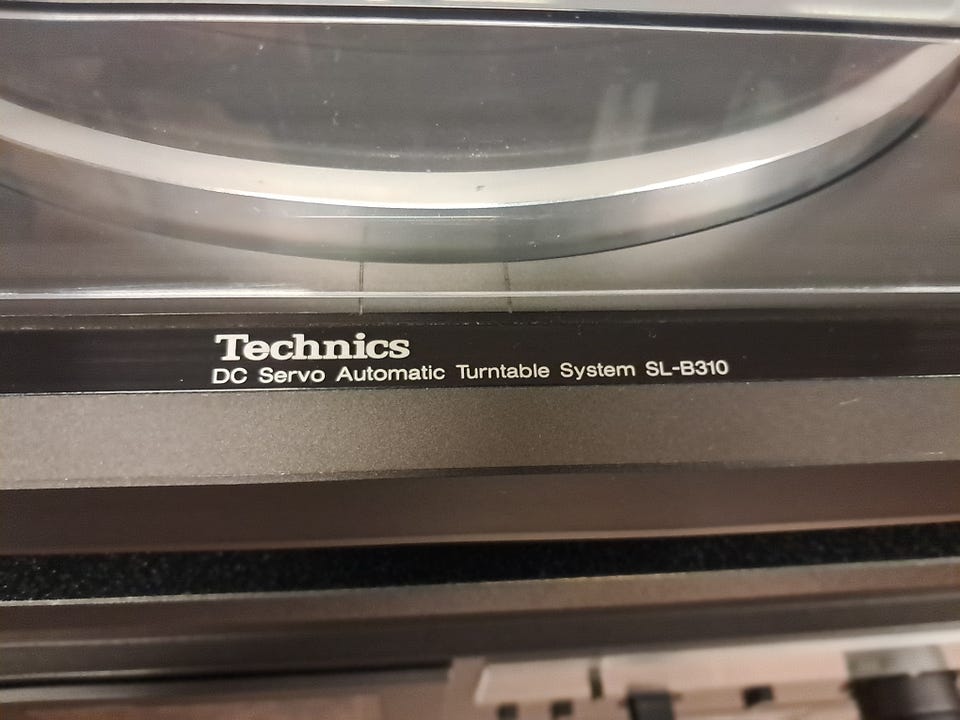 Technics
DC Servo Automatic Turntable System SL-B310